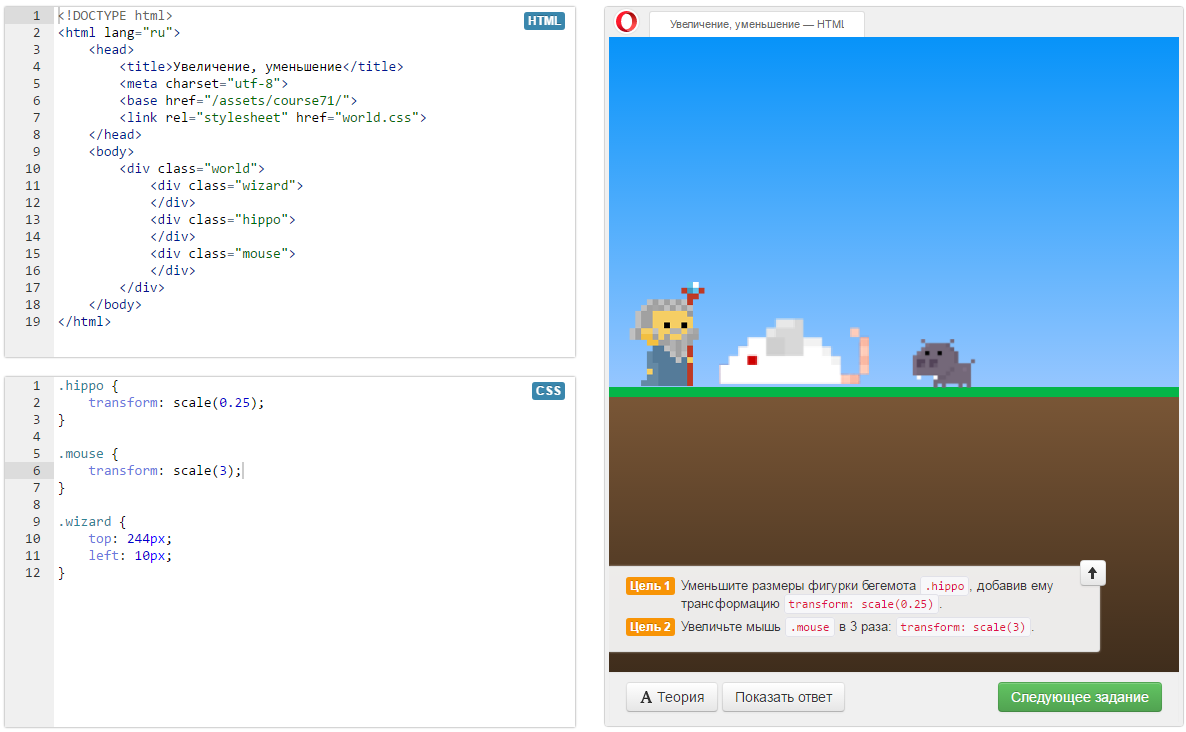 HTML
1 <!DOCTYPE html>
2 <html lang="ru">
3 <head>
4 <title>Увеличение, уменьшение</title>
5 <meta charset="utf-8">
6 <base href="/assets/course71/">
7 <link rel="stylesheet" href="world.css">
8 </head>
9 <body>
10 <div class="world">
11 <div class="wizard">
12 </div>
13 <div class="hippo">
14 </div>
15 <div class="mouse">
16 </div>
17 </div>
18 </body>
19 </html>
CSS
1 .hippo {
2 transform: scale(0.25);
3 }
4
5 .mouse {
6 transform: scale(3);
7 }
8
9 .wizard {
10 top: 244px;
11 left: 10px;
12 }
Увеличение, уменьшение — HTML
Цель 1 Уменьшите размеры фигурки бегемота .hippo, добавив ему
трансформацию transform: scale(0.25).
Цель 2 Увеличьте мышь .mouse в 3 раза: transform: scale(3).
A Теория Показать ответ Следующее задание